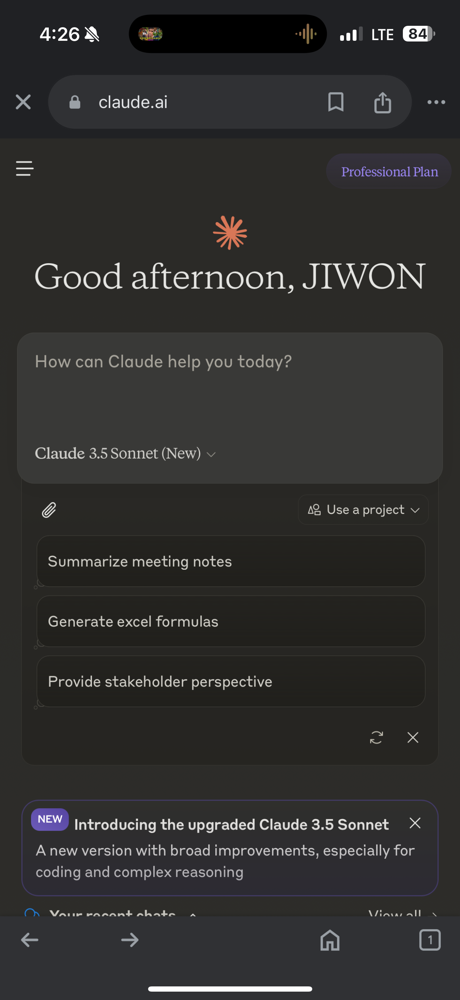 4:26
LTE
84
claude.ai
Professional Plan
Good afternoon, JIWON
How can Claude help you today?
Claude 3.5 Sonnet (New)
Use a project
Summarize meeting notes
Generate excel formulas
Provide stakeholder perspective
NEW
Introducing the upgraded Claude 3.5 Sonnet
A new version with broad improvements, especially for
coding and complex reasoning
Your recent chats
View all
1